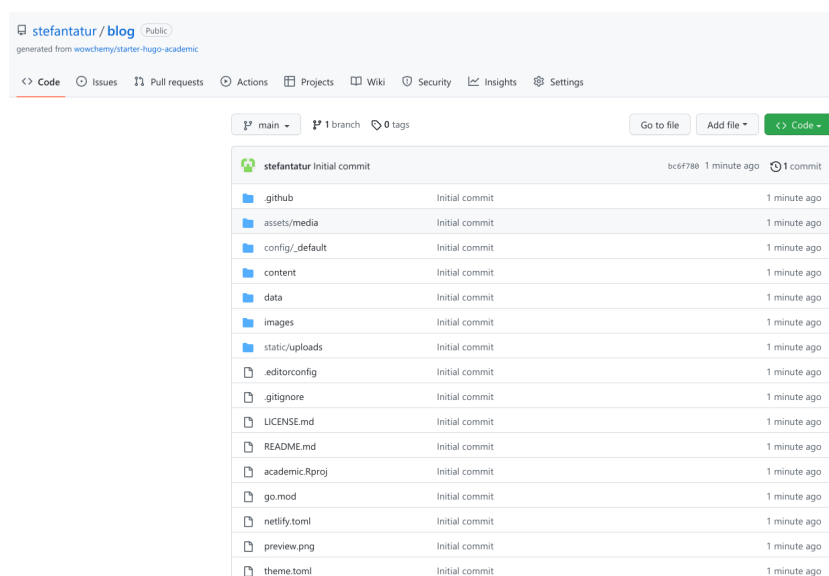 stefantatur / blog Public
generated from wowchemy/starter-hugo-academic
Code Issues Pull requests Actions Projects Wiki Security Insights Settings
main 1 branch 0 tags Go to file Add file Code
stefantatur Initial commit bc6f780 1 minute ago 1 commit
.github Initial commit 1 minute ago
assets/media Initial commit 1 minute ago
config/_default Initial commit 1 minute ago
content Initial commit 1 minute ago
data Initial commit 1 minute ago
images Initial commit 1 minute ago
static/uploads Initial commit 1 minute ago
.editorconfig Initial commit 1 minute ago
.gitignore Initial commit 1 minute ago
LICENSE.md Initial commit 1 minute ago
README.md Initial commit 1 minute ago
academic.Rproj Initial commit 1 minute ago
go.mod Initial commit 1 minute ago
netlify.toml Initial commit 1 minute ago
preview.png Initial commit 1 minute ago
theme.toml Initial commit 1 minute ago